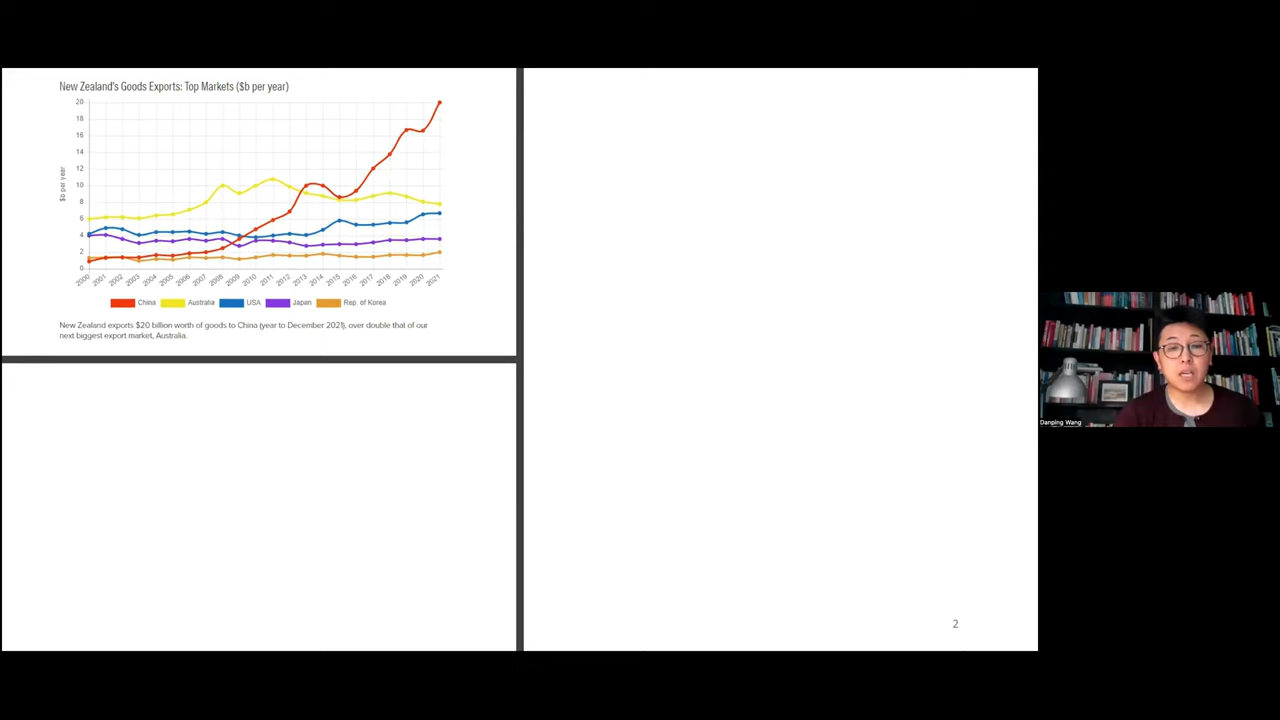 New Zealand's Goods Exports: Top Markets ($b per year)
20
18
16
14
12
10
8
6
4
2
0
$b per year
2000 2001 2002 2003 2004 2005 2006 2007 2008 2009 2010 2011 2012 2013 2014 2015 2016 2017 2018 2019 2020 2021
China Australia USA Japan Rep. of Korea
New Zealand exports $20 billion worth of goods to China (year to December 2021), over double that of our
next biggest export market, Australia.
2
Danping Wang